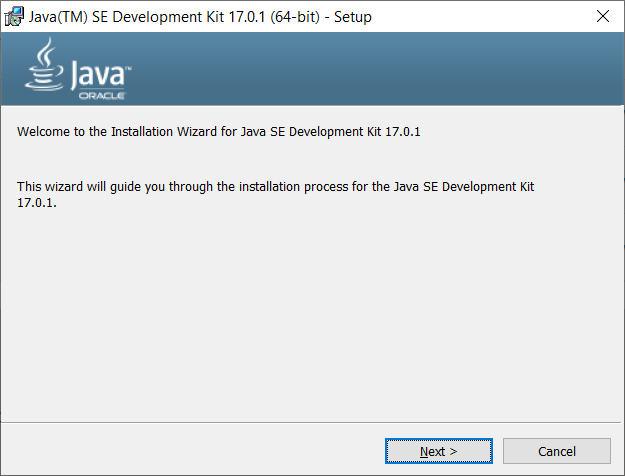 Java(TM) SE Development Kit 17.0.1 (64-bit) - Setup
Java™
ORACLE
Welcome to the Installation Wizard for Java SE Development Kit 17.0.1
This wizard will guide you through the installation process for the Java SE Development Kit
17.0.1.
Next >
Cancel